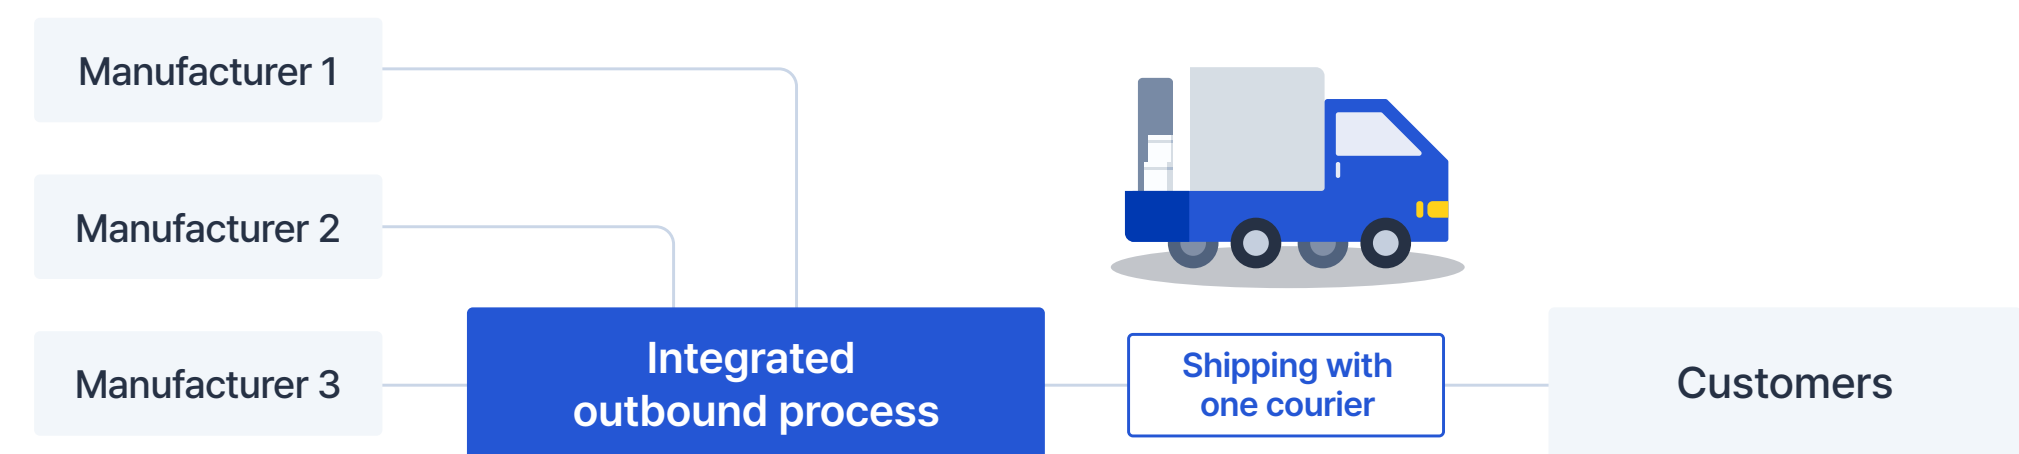 Manufacturer 1
Manufacturer 2
Manufacturer 3
Integrated
outbound process
Shipping with
one courier
Customers